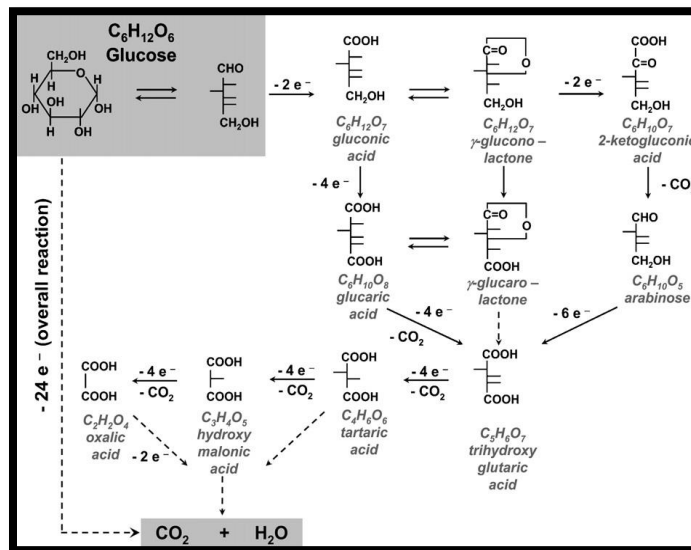 C₆H₁₂O₆
Glucose
CH₂OH
H
O
H
H
OH
H
OH
H
OH
OH
CHO
CH₂OH
- 2 e⁻
COOH
CH₂OH
C₆H₁₂O₇
gluconic
acid
C=O
O
CH₂OH
C₆H₁₂O₇
γ-glucono –
lactone
- 2 e⁻
COOH
C=O
CH₂OH
C₆H₁₀O₇
2-ketogluconic
acid
- 4 e⁻
- CO
COOH
COOH
C₆H₁₀O₈
glucaric
acid
C=O
O
COOH
γ-glucaro –
lactone
CHO
CH₂OH
C₆H₁₀O₅
arabinose
- 4 e⁻
- CO₂
- 6 e⁻
- 24 e⁻ (overall reaction)
COOH
COOH
C₂H₂O₄
oxalic
acid
- 4 e⁻
- CO₂
COOH
COOH
C₃H₄O₅
hydroxy
malonic
acid
- 4 e⁻
- CO₂
COOH
COOH
C₄H₆O₆
tartaric
acid
- 4 e⁻
- CO₂
COOH
COOH
C₅H₆O₇
trihydroxy
glutaric
acid
- 2 e⁻
CO₂ + H₂O